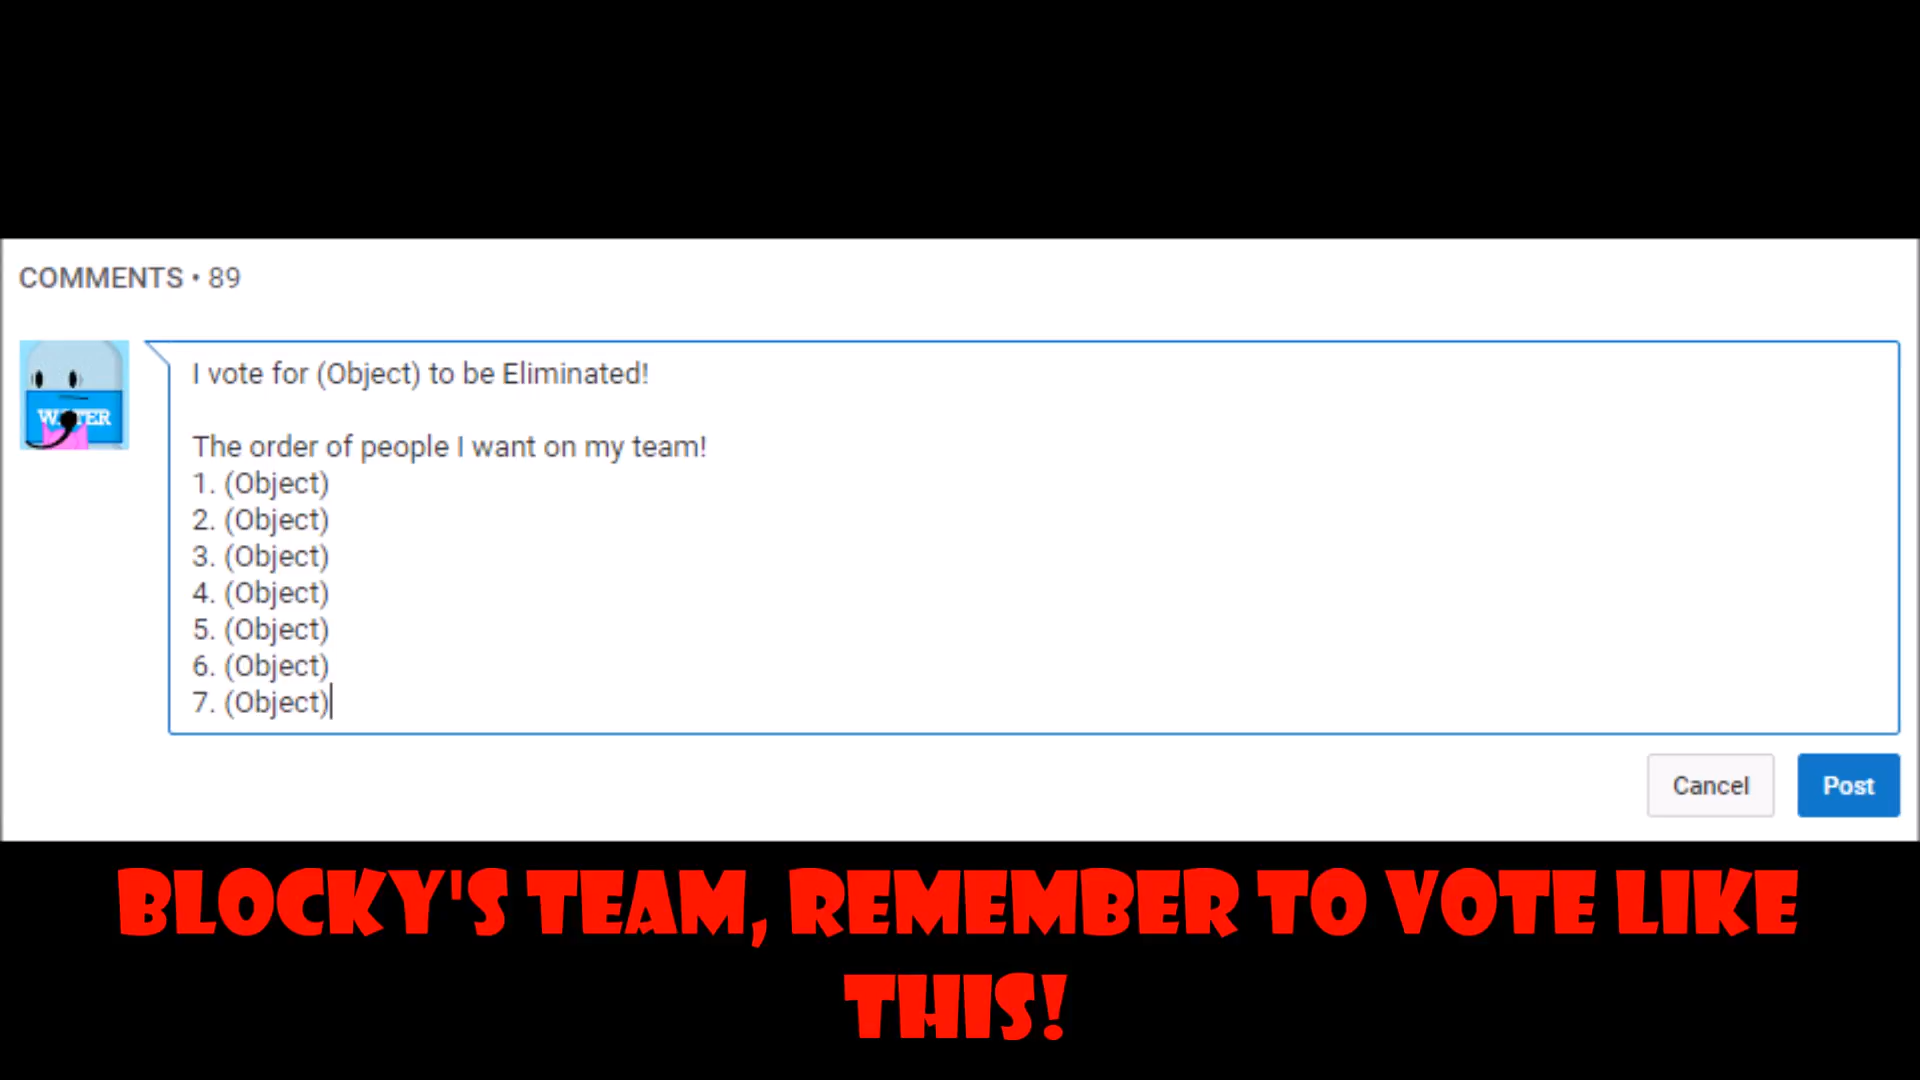 COMMENTS • 89
WATER
I vote for (Object) to be Eliminated!
The order of people I want on my team!
1. (Object)
2. (Object)
3. (Object)
4. (Object)
5. (Object)
6. (Object)
7. (Object)
Cancel
Post
BLOCKY'S TEAM, REMEMBER TO VOTE LIKE
THIS!